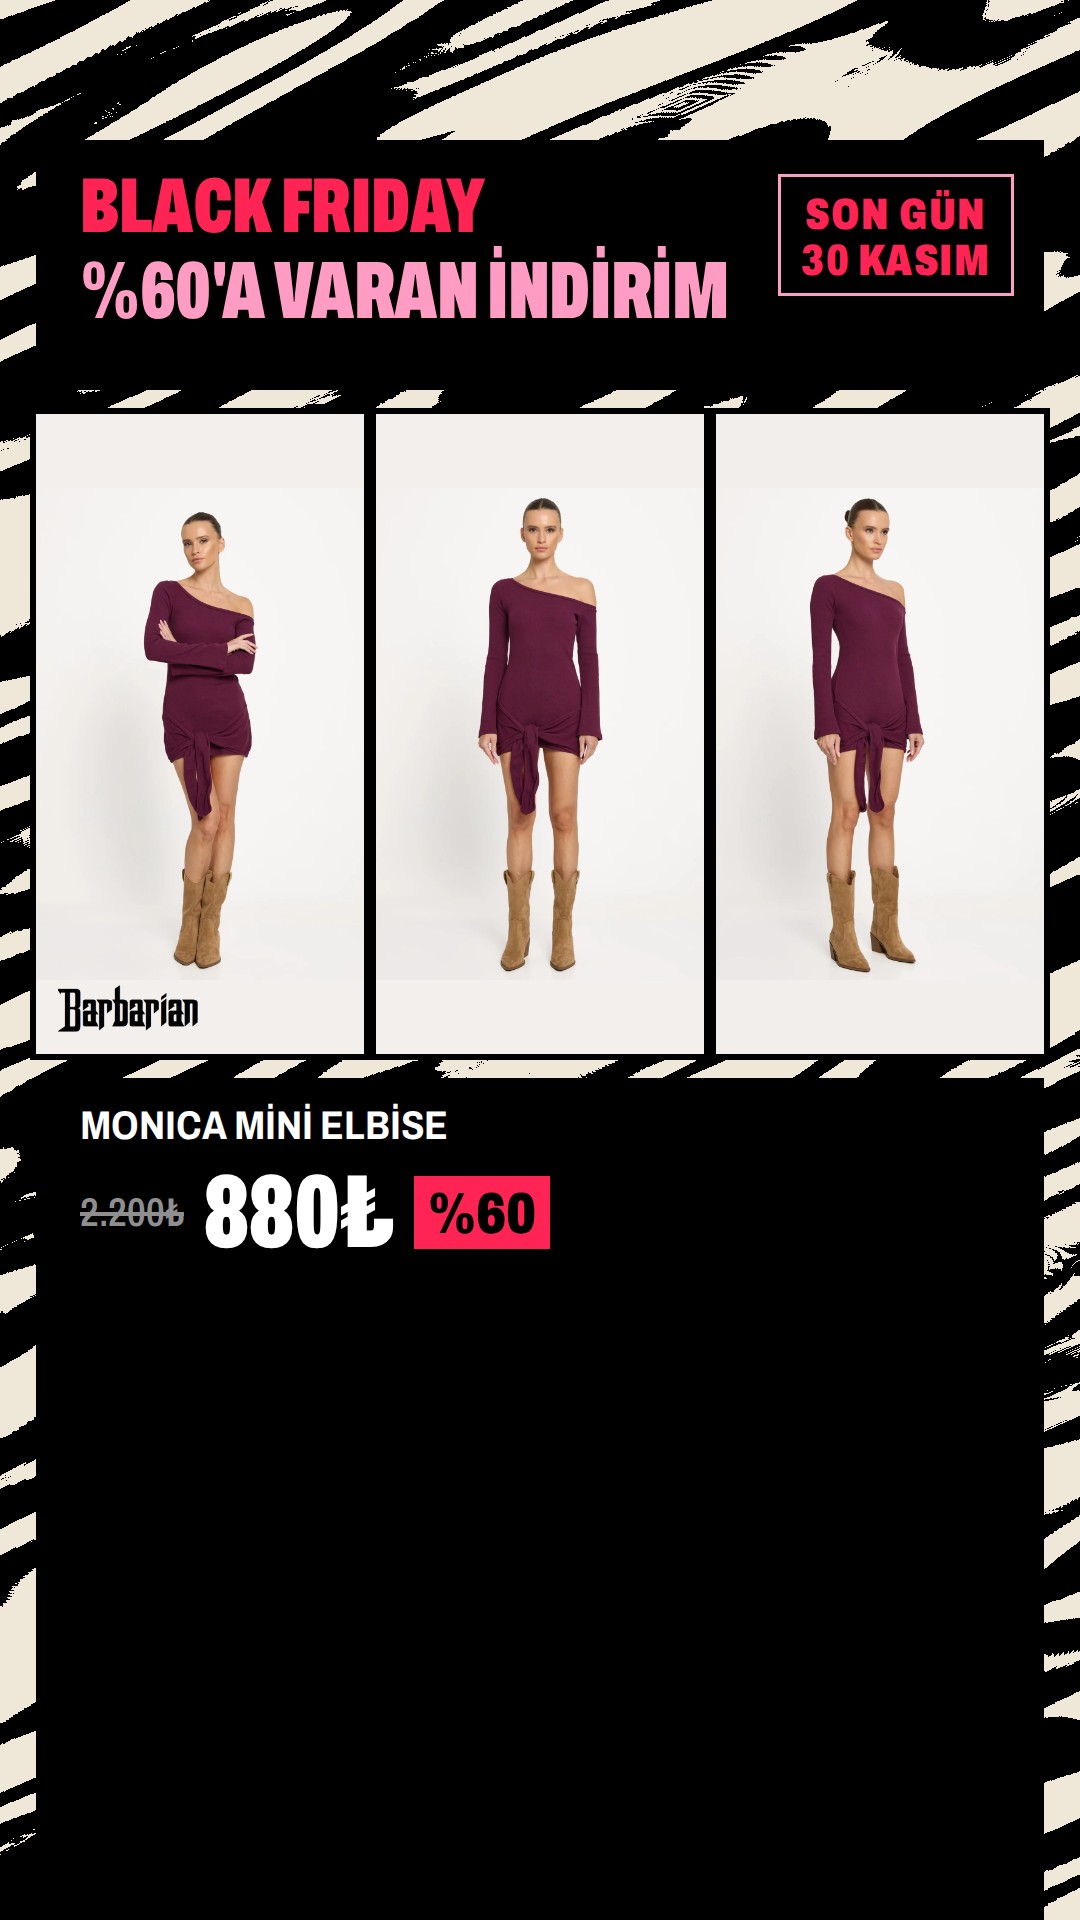 BLACK FRIDAY
%60'A VARAN İNDİRİM
SON GÜN
30 KASIM
Barbarian
MONICA MİNİ ELBİSE
2.200₺ 880₺ %60